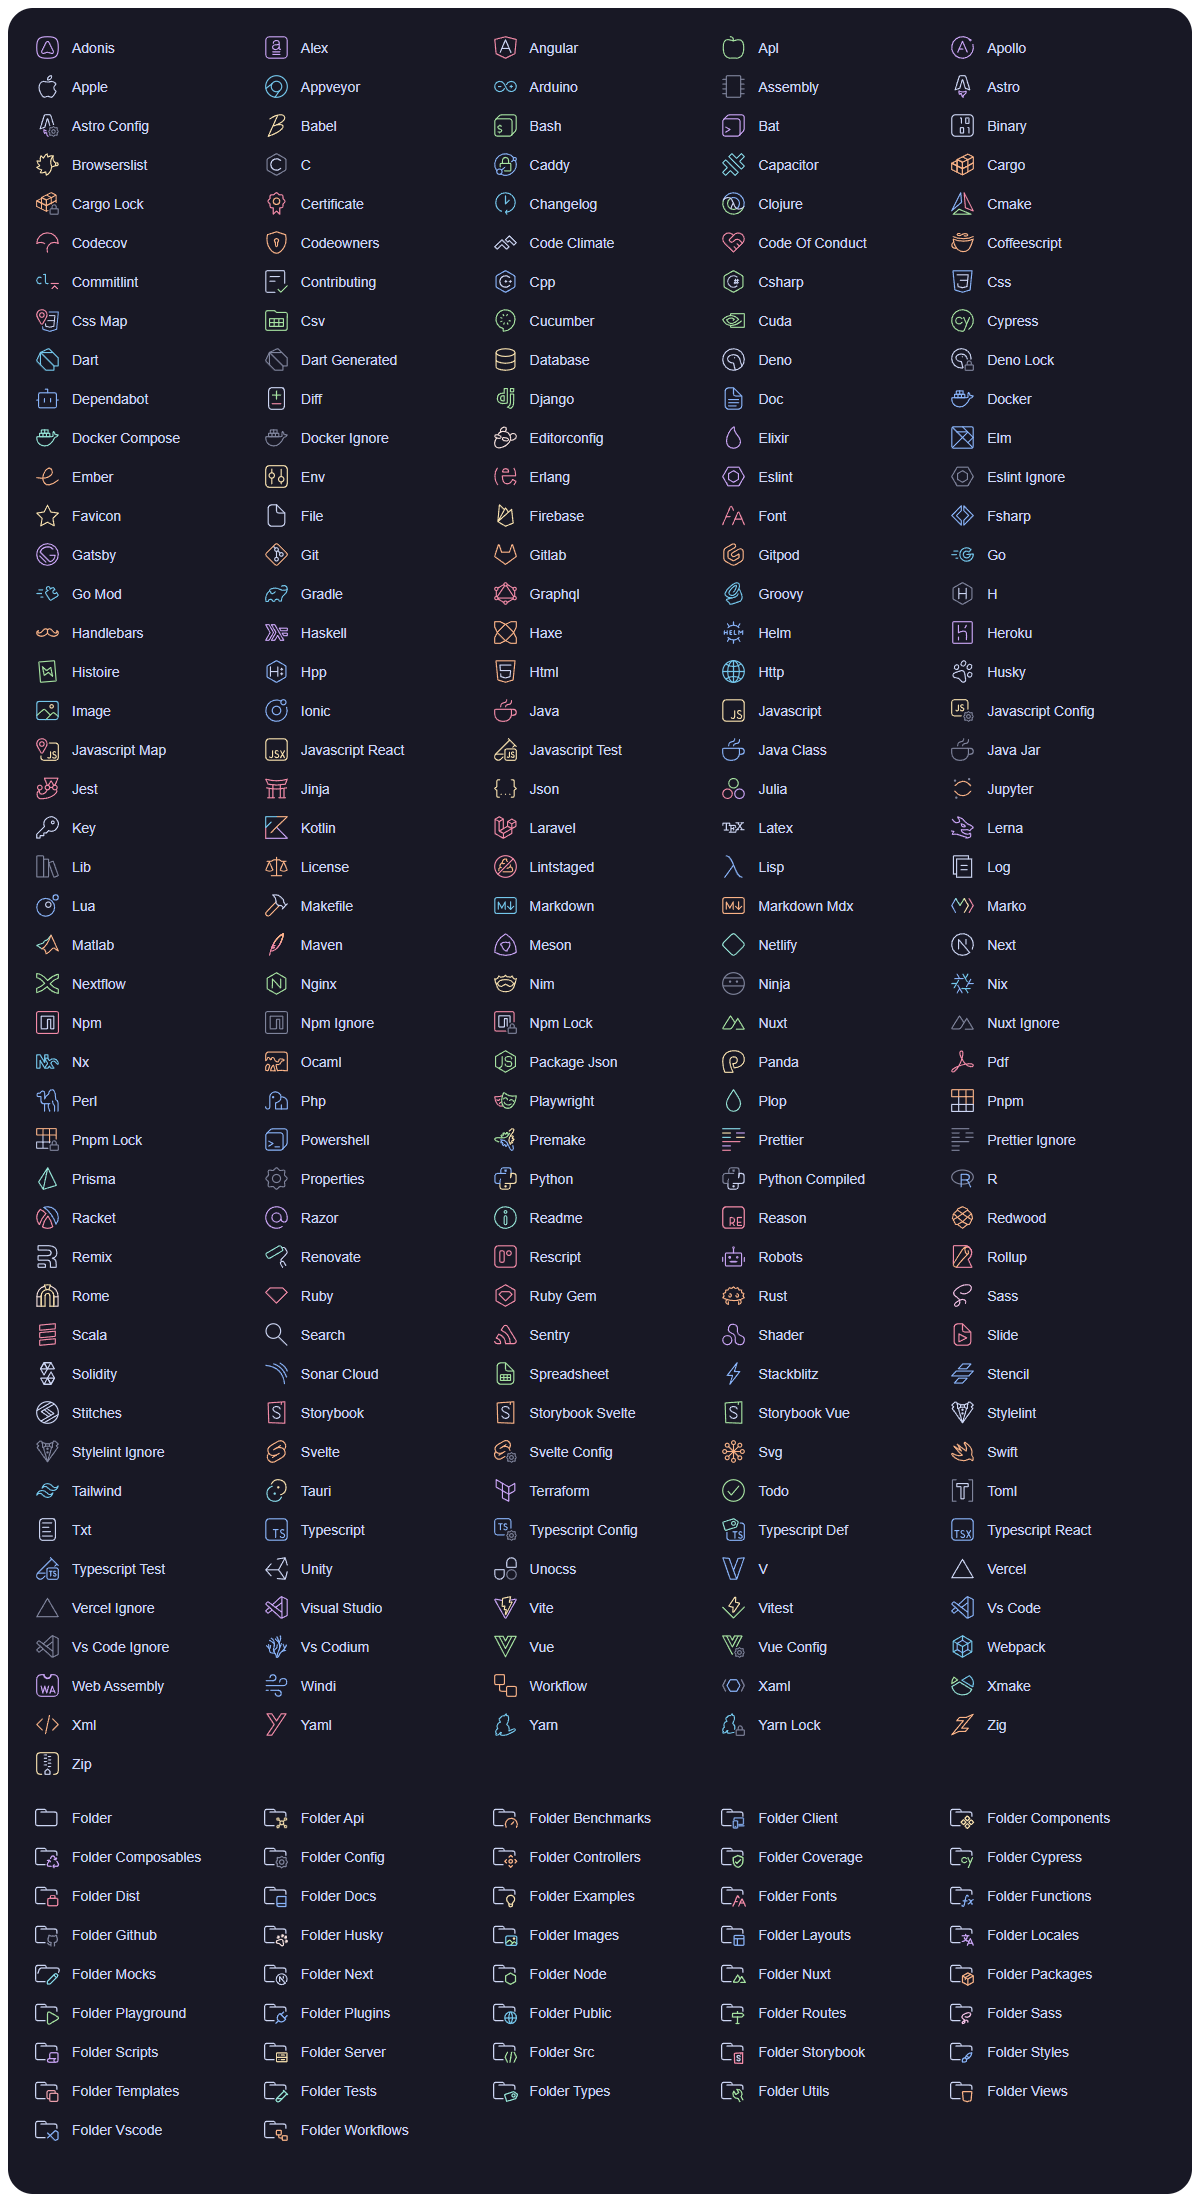 Adonis Alex Angular Apl Apollo
Apple Appveyor Arduino Assembly Astro
Astro Config Babel Bash Bat Binary
Browserslist C Caddy Capacitor Cargo
Cargo Lock Certificate Changelog Clojure Cmake
Codecov Codeowners Code Climate Code Of Conduct Coffeescript
Commitlint Contributing Cpp Csharp Css
Css Map Csv Cucumber Cuda Cypress
Dart Dart Generated Database Deno Deno Lock
Dependabot Diff Django Doc Docker
Docker Compose Docker Ignore Editorconfig Elixir Elm
Ember Env Erlang Eslint Eslint Ignore
Favicon File Firebase Font Fsharp
Gatsby Git Gitlab Gitpod Go
Go Mod Gradle Graphql Groovy H
Handlebars Haskell Haxe Helm Heroku
Histoire Hpp Html Http Husky
Image Ionic Java Javascript Javascript Config
Javascript Map Javascript React Javascript Test Java Class Java Jar
Jest Jinja Json Julia Jupyter
Key Kotlin Laravel Latex Lerna
Lib License Lintstaged Lisp Log
Lua Makefile Markdown Markdown Mdx Marko
Matlab Maven Meson Netlify Next
Nextflow Nginx Nim Ninja Nix
Npm Npm Ignore Npm Lock Nuxt Nuxt Ignore
Nx Ocaml Package Json Panda Pdf
Perl Php Playwright Plop Pnpm
Pnpm Lock Powershell Premake Prettier Prettier Ignore
Prisma Properties Python Python Compiled R
Racket Razor Readme Reason Redwood
Remix Renovate Rescript Robots Rollup
Rome Ruby Ruby Gem Rust Sass
Scala Search Sentry Shader Slide
Solidity Sonar Cloud Spreadsheet Stackblitz Stencil
Stitches Storybook Storybook Svelte Storybook Vue Stylelint
Stylelint Ignore Svelte Svelte Config Svg Swift
Tailwind Tauri Terraform Todo Toml
Txt Typescript Typescript Config Typescript Def Typescript React
Typescript Test Unity Unocss V Vercel
Vercel Ignore Visual Studio Vite Vitest Vs Code
Vs Code Ignore Vs Codium Vue Vue Config Webpack
Web Assembly Windi Workflow Xaml Xmake
Xml Yaml Yarn Yarn Lock Zig
Zip
Folder Folder Api Folder Benchmarks Folder Client Folder Components
Folder Composables Folder Config Folder Controllers Folder Coverage Folder Cypress
Folder Dist Folder Docs Folder Examples Folder Fonts Folder Functions
Folder Github Folder Husky Folder Images Folder Layouts Folder Locales
Folder Mocks Folder Next Folder Node Folder Nuxt Folder Packages
Folder Playground Folder Plugins Folder Public Folder Routes Folder Sass
Folder Scripts Folder Server Folder Src Folder Storybook Folder Styles
Folder Templates Folder Tests Folder Types Folder Utils Folder Views
Folder Vscode Folder Workflows